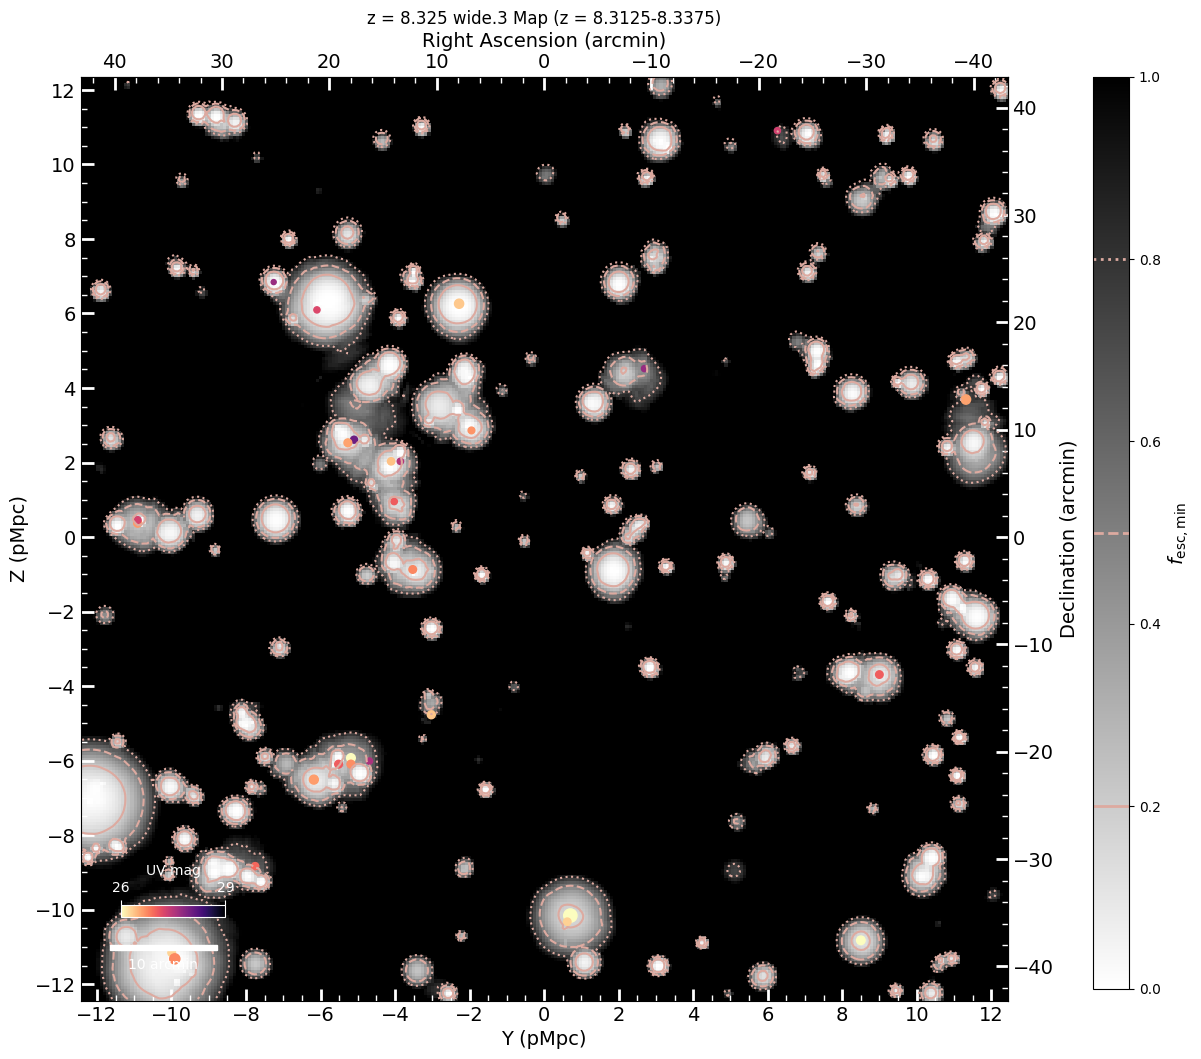 z = 8.325 wide.3 Map (z = 8.3125-8.3375)
Right Ascension (arcmin)
40 30 20 10 0 −10 −20 −30 −40
12 10 8 6 4 2 0 −2 −4 −6 −8 −10 −12
Z (pMpc)
40 30 20 10 0 −10 −20 −30 −40
Declination (arcmin)
1.0 0.8 0.6 0.4 0.2 0.0
fesc,min
UV mag
26 29
10 arcmin
−12 −10 −8 −6 −4 −2 0 2 4 6 8 10 12
Y (pMpc)